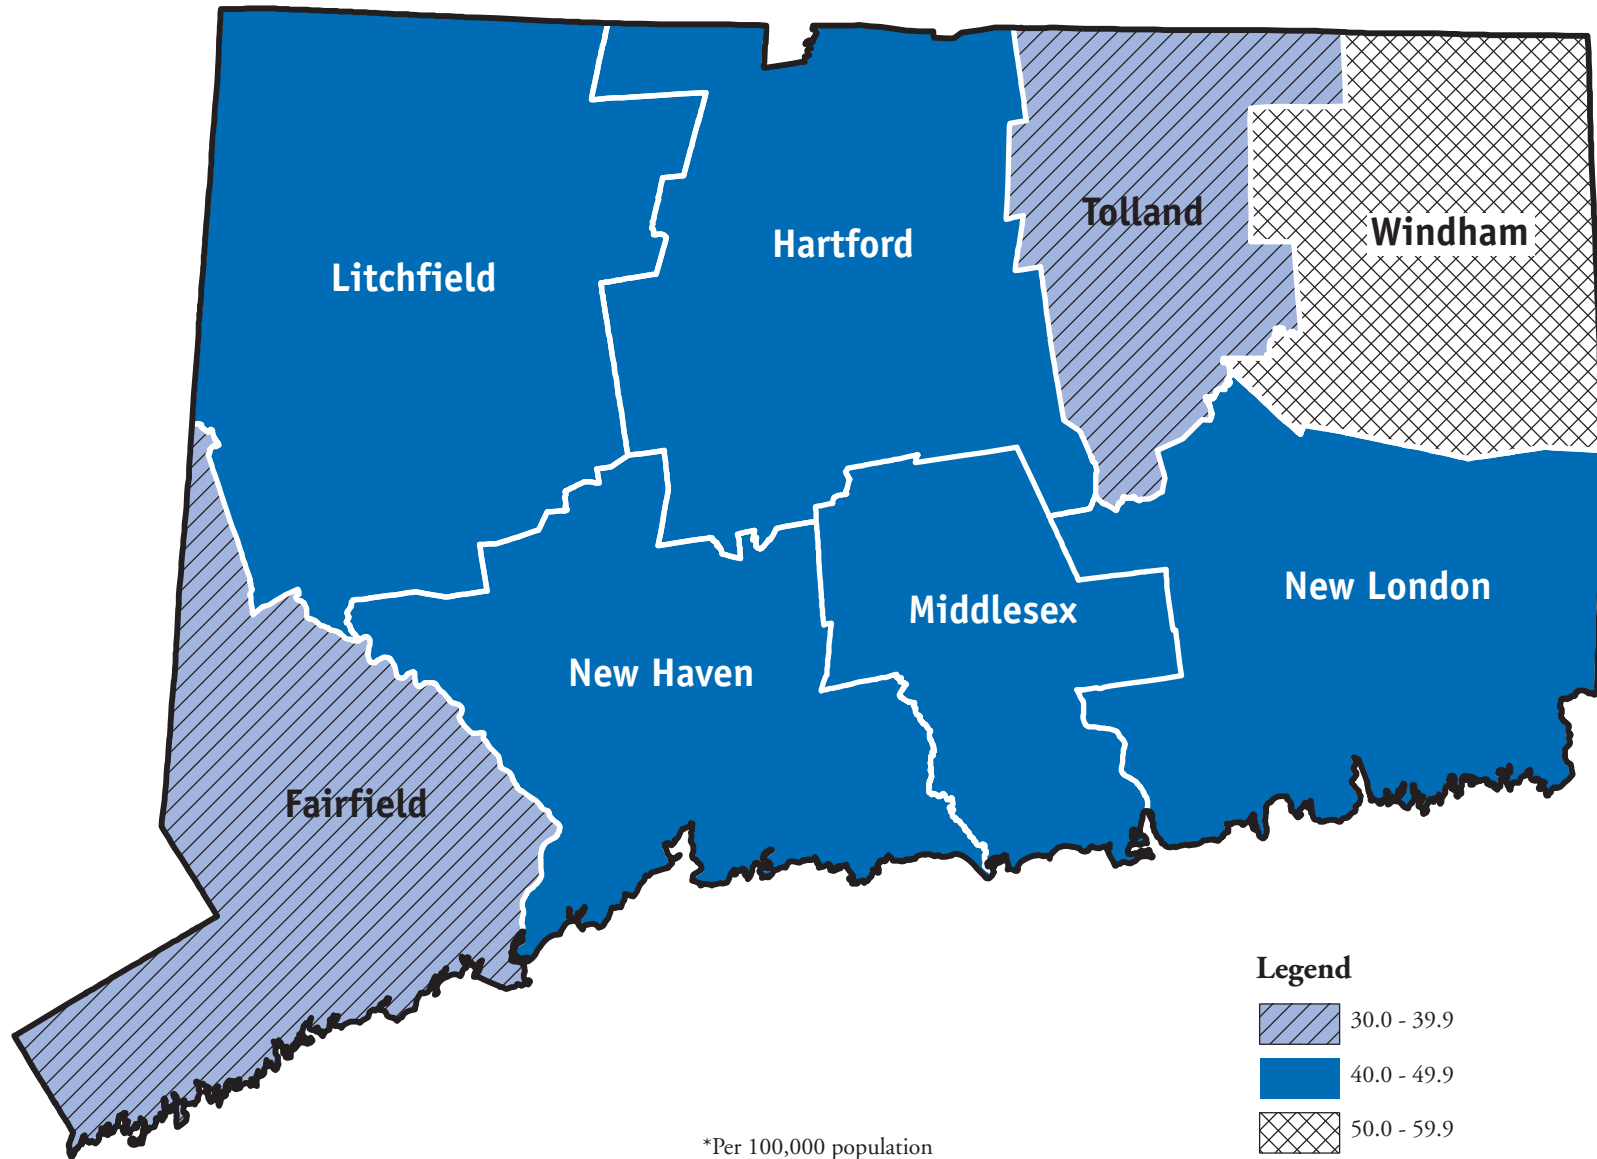 Tolland
Windham
Hartford
Litchfield
New London
Middlesex
New Haven
Fairfield
Legend
30.0 - 39.9
40.0 - 49.9
50.0 - 59.9
*Per 100,000 population